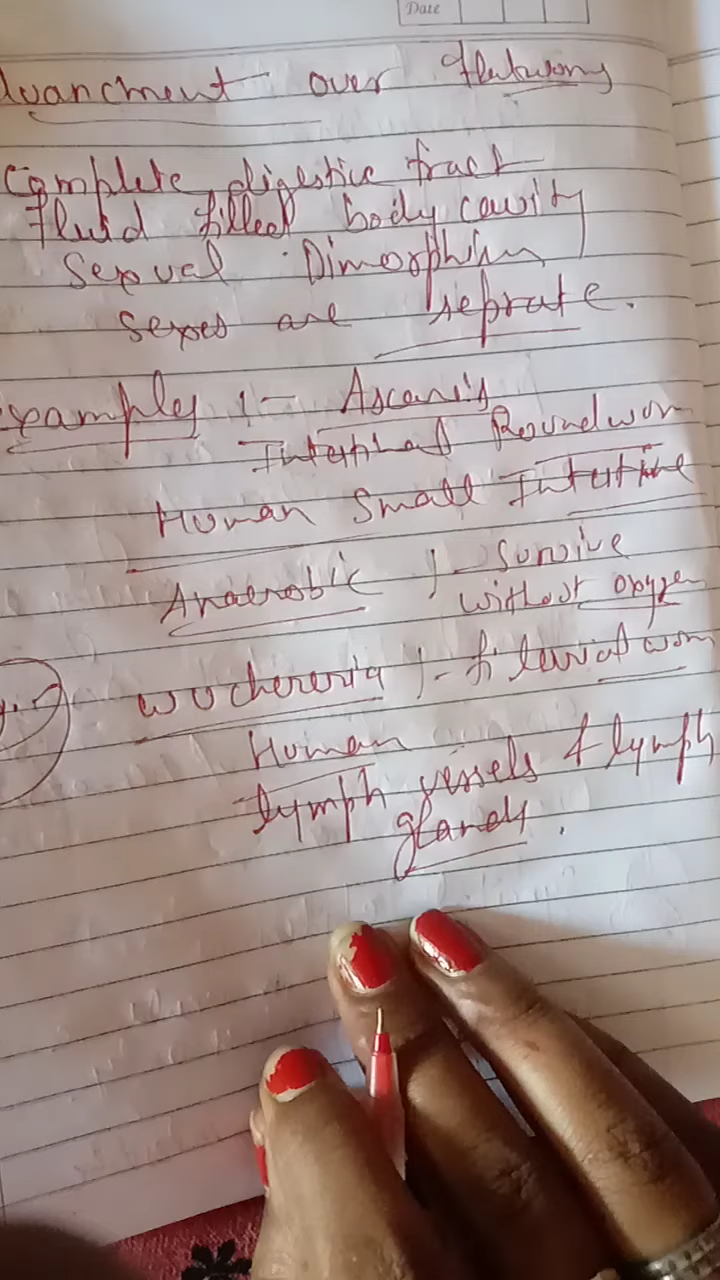 Date
dvancment over flatworms
Complete digestive tract
fluid filled body cavity
Sexual Dimorphism
Sexes are seprate.
Examples :- Ascaris
Intestinal Roundworm
Human Small Intestine
Anaerobic :- Survive
without oxygen
Wuchereria :- filarial worm
Human
lymph vessels & lymph
glands.